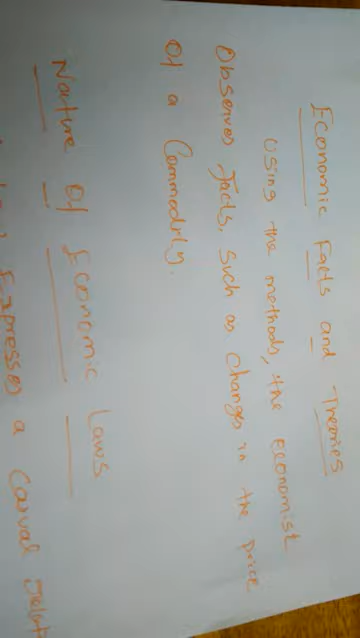 Economic Facts and Theories
Using the methods, the economist
Observes Facts, Such as changes in the price
Of a Commodity.
Nature Of Economic Laws
Expresses a Causal